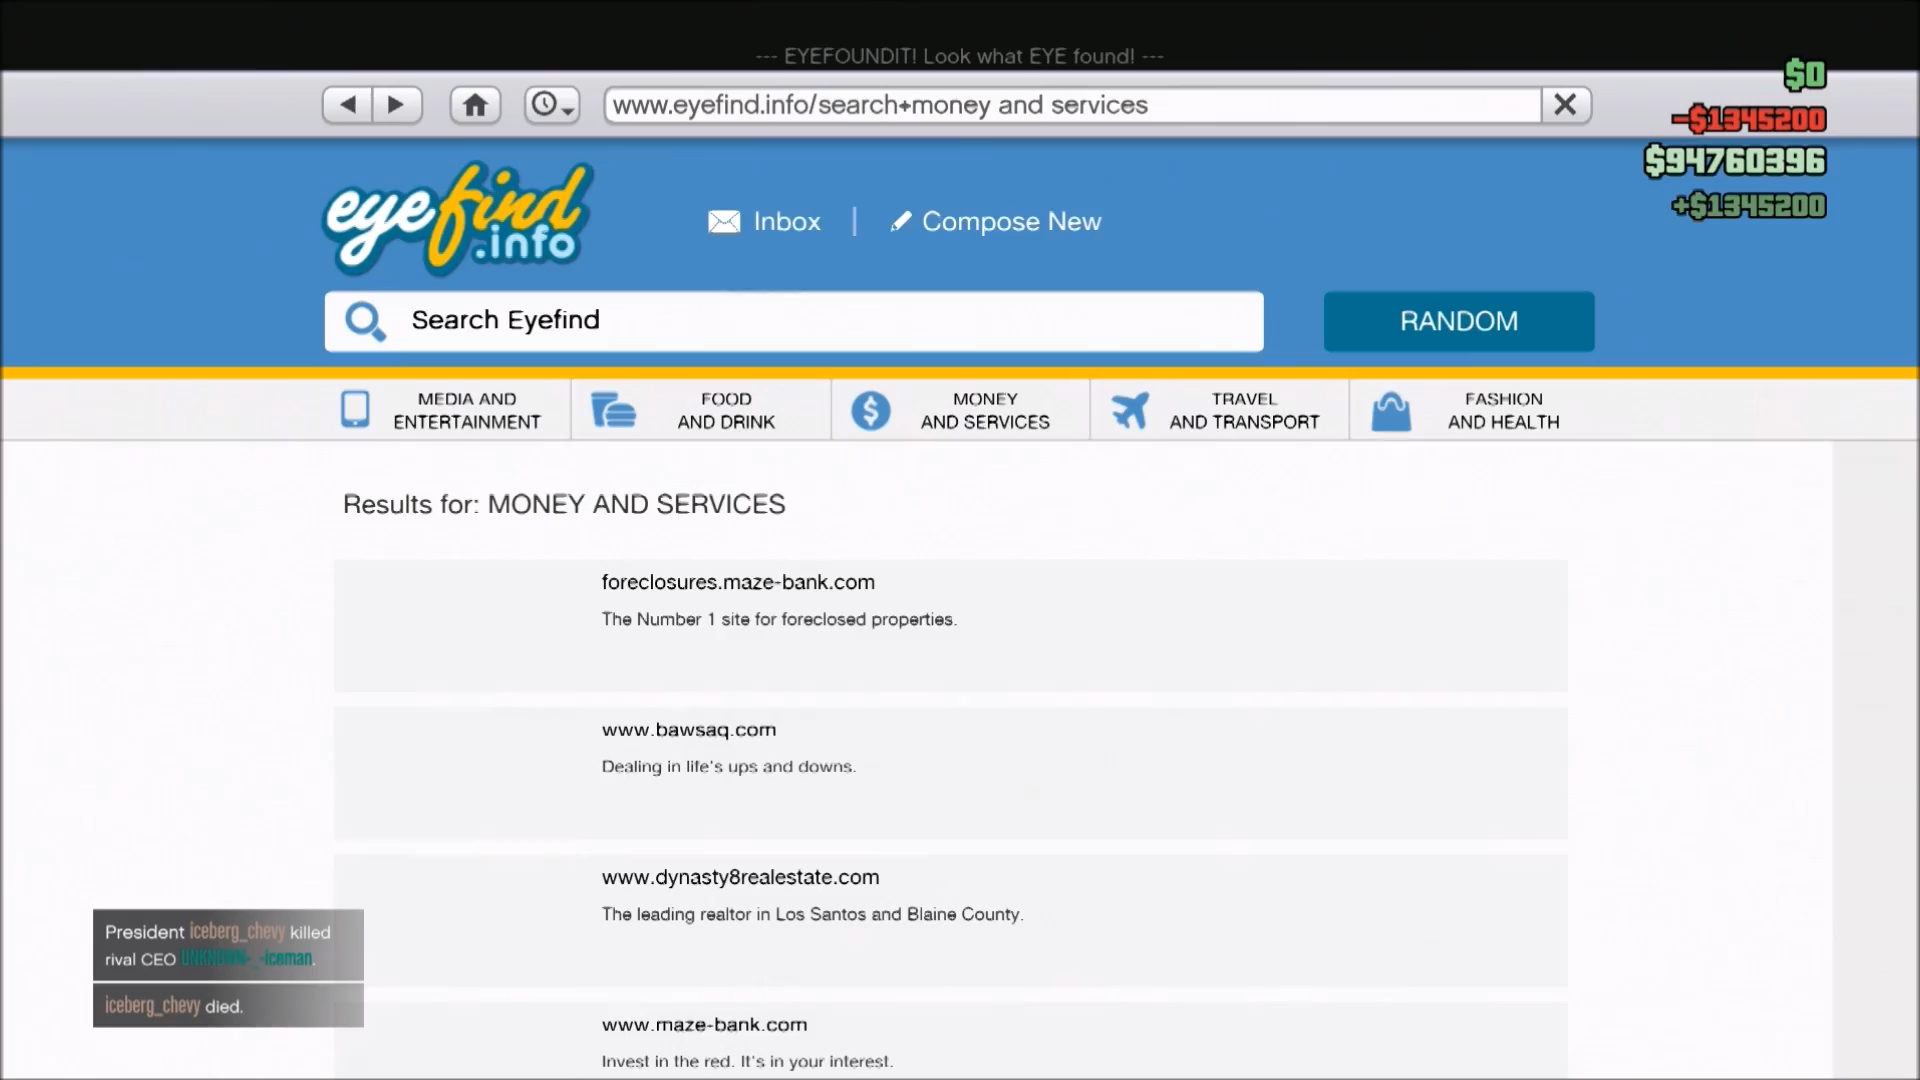 --- EYEFOUNDIT! Look what EYE found! ---
www.eyefind.info/search+money and services
$0
-$1345200
$94760396
+$1345200
eyefind
.info
Inbox
Compose New
Search Eyefind
RANDOM
MEDIA AND
ENTERTAINMENT
FOOD
AND DRINK
MONEY
AND SERVICES
TRAVEL
AND TRANSPORT
FASHION
AND HEALTH
Results for: MONEY AND SERVICES
foreclosures.maze-bank.com
The Number 1 site for foreclosed properties.
www.bawsaq.com
Dealing in life's ups and downs.
www.dynasty8realestate.com
The leading realtor in Los Santos and Blaine County.
www.maze-bank.com
Invest in the red. It's in your interest.
President iceberg_chevy killed
rival CEO UNKNOWN-_-iceman.
iceberg_chevy died.